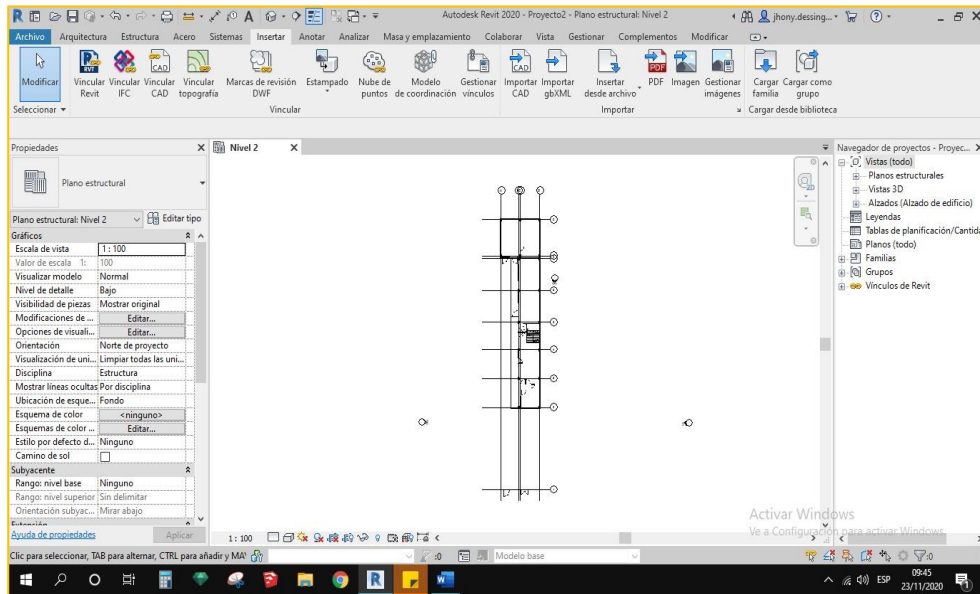 Autodesk Revit 2020 - Proyecto2 - Plano estructural: Nivel 2
jhony.dessing...
Archivo Arquitectura Estructura Acero Sistemas Insertar Anotar Analizar Masa y emplazamiento Colaborar Vista Gestionar Complementos Modificar
Modificar
Vincular Revit
Vincular IFC
Vincular CAD
Vincular topografía
Marcas de revisión DWF
Estampado
Nube de puntos
Modelo de coordinación
Gestionar vínculos
Importar CAD
Importar gbXML
Insertar desde archivo
PDF
Imagen
Gestionar imágenes
Cargar familia
Cargar como grupo
Seleccionar
Vincular
Importar
Cargar desde biblioteca
Propiedades
Plano estructural
Plano estructural: Nivel 2
Editar tipo
Gráficos
Escala de vista 1 : 100
Valor de escala 1: 100
Visualizar modelo Normal
Nivel de detalle Bajo
Visibilidad de piezas Mostrar original
Modificaciones de ... Editar...
Opciones de visuali... Editar...
Orientación Norte de proyecto
Visualización de uni... Limpiar todas las uni...
Disciplina Estructura
Mostrar líneas ocultas Por disciplina
Ubicación de esque... Fondo
Esquema de color <ninguno>
Esquemas de color ... Editar...
Estilo por defecto d... Ninguno
Camino de sol
Subyacente
Rango: nivel base Ninguno
Rango: nivel superior Sin delimitar
Orientación subyac... Mirar abajo
Ayuda de propiedades
Aplicar
Nivel 2
Navegador de proyectos - Proyec...
Vistas (todo)
Planos estructurales
Vistas 3D
Alzados (Alzado de edificio)
Leyendas
Tablas de planificación/Cantida
Planos (todo)
Familias
Grupos
Vínculos de Revit
Activar Windows
Ve a Configuración para activar Windows.
1 : 100
Clic para seleccionar, TAB para alternar, CTRL para añadir y MA
:0
Modelo base
:0
ESP
09:45
23/11/2020